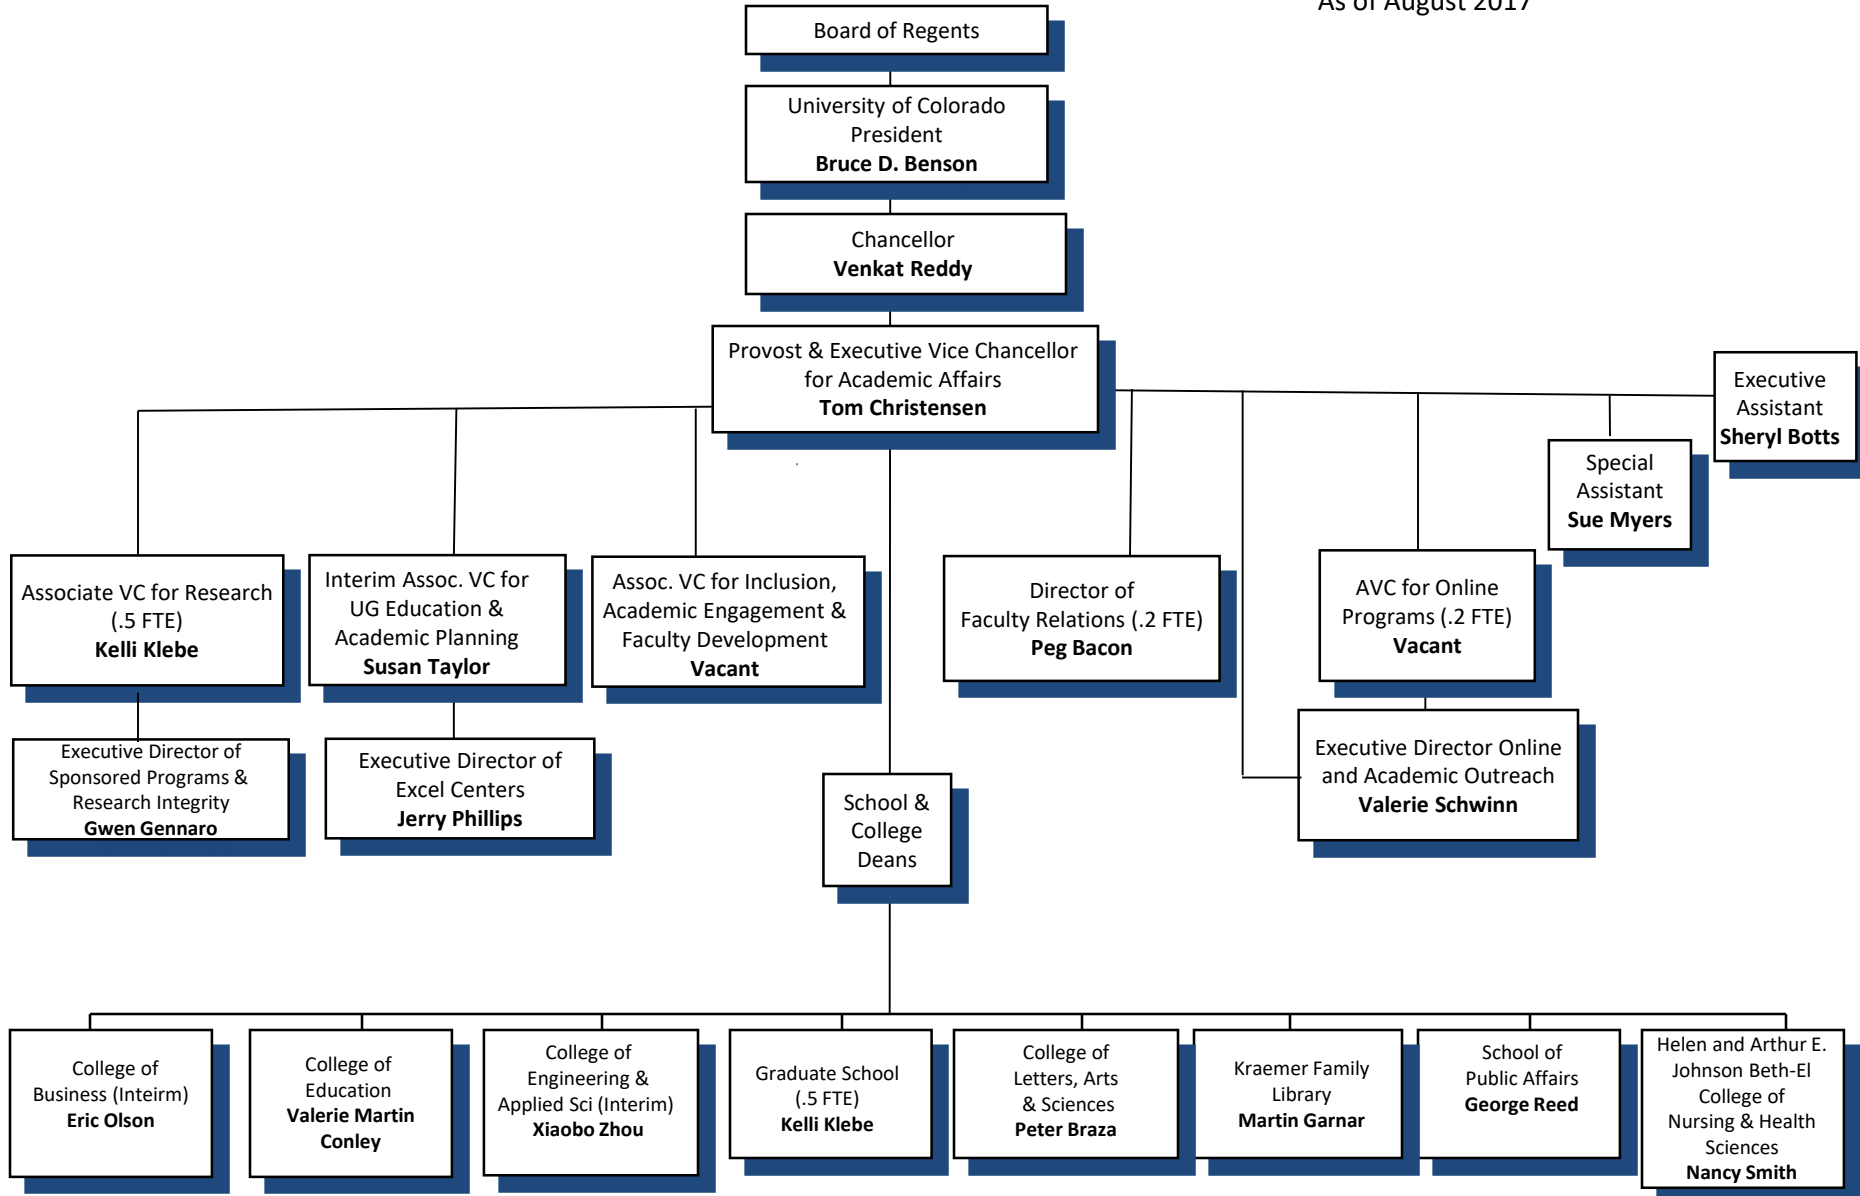 As of August 2017
Board of Regents
University of Colorado
President
Bruce D. Benson
Chancellor
Venkat Reddy
Provost & Executive Vice Chancellor
for Academic Affairs
Tom Christensen
Executive
Assistant
Sheryl Botts
Special
Assistant
Sue Myers
Associate VC for Research
(.5 FTE)
Kelli Klebe
Interim Assoc. VC for
UG Education &
Academic Planning
Susan Taylor
Assoc. VC for Inclusion,
Academic Engagement &
Faculty Development
Vacant
Director of
Faculty Relations (.2 FTE)
Peg Bacon
AVC for Online
Programs (.2 FTE)
Vacant
Executive Director of
Sponsored Programs &
Research Integrity
Gwen Gennaro
Executive Director of
Excel Centers
Jerry Phillips
School &
College
Deans
Executive Director Online
and Academic Outreach
Valerie Schwinn
College of
Business (Inteirm)
Eric Olson
College of
Education
Valerie Martin
Conley
College of
Engineering &
Applied Sci (Interim)
Xiaobo Zhou
Graduate School
(.5 FTE)
Kelli Klebe
College of
Letters, Arts
& Sciences
Peter Braza
Kraemer Family
Library
Martin Garnar
School of
Public Affairs
George Reed
Helen and Arthur E.
Johnson Beth-El
College of
Nursing & Health
Sciences
Nancy Smith